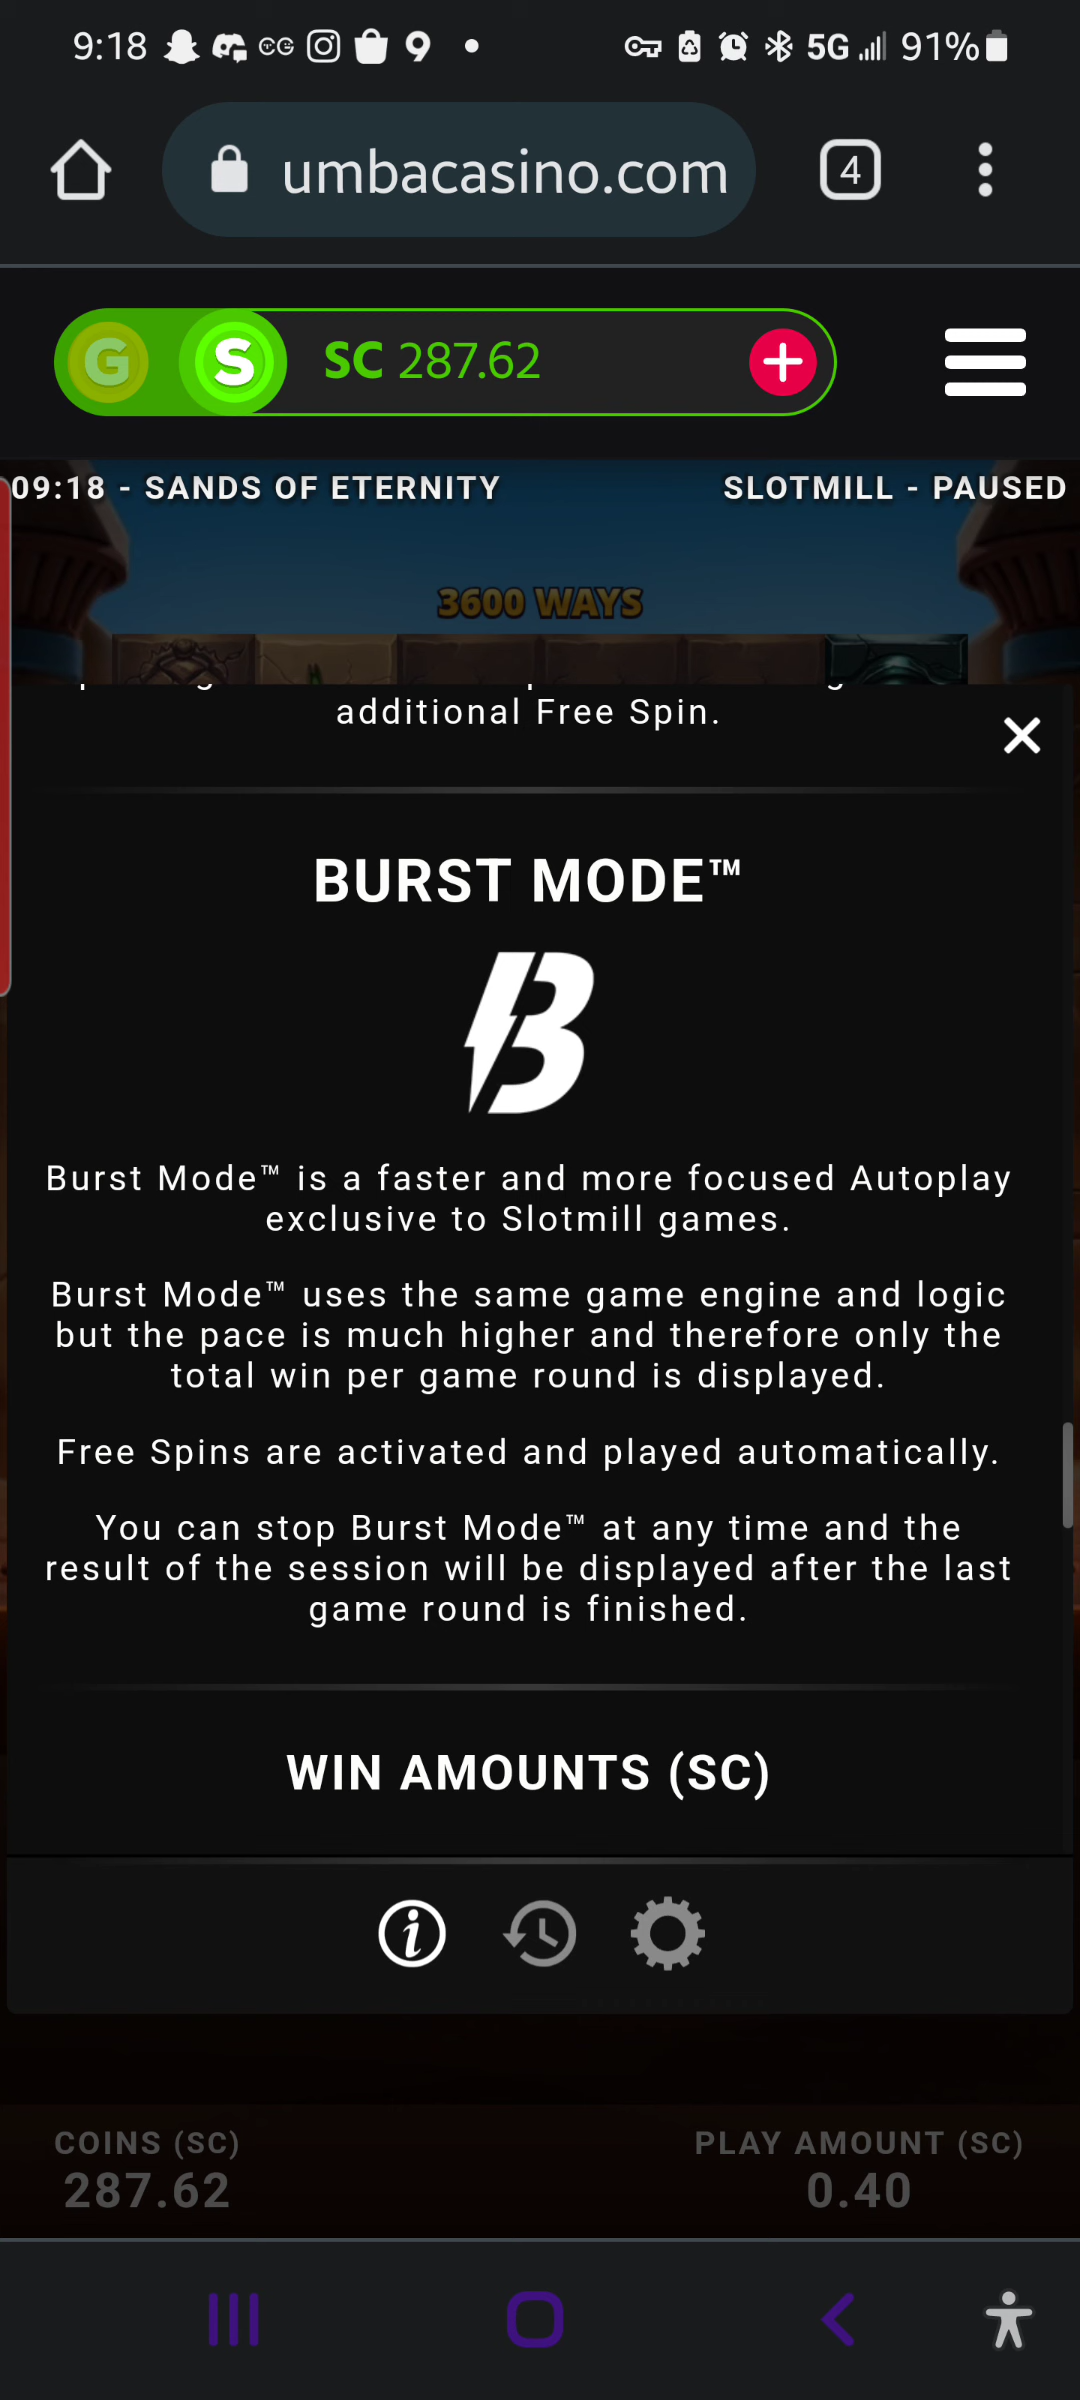 9:18 CG 9 5G 91%
umbacasino.com 4
G S SC 287.62
09:18 - SANDS OF ETERNITY SLOTMILL - PAUSED
3600 WAYS
additional Free Spin.
BURST MODE™
B
Burst Mode™ is a faster and more focused Autoplay
exclusive to Slotmill games.
Burst Mode™ uses the same game engine and logic
but the pace is much higher and therefore only the
total win per game round is displayed.
Free Spins are activated and played automatically.
You can stop Burst Mode™ at any time and the
result of the session will be displayed after the last
game round is finished.
WIN AMOUNTS (SC)
COINS (SC) PLAY AMOUNT (SC)
287.62 0.40